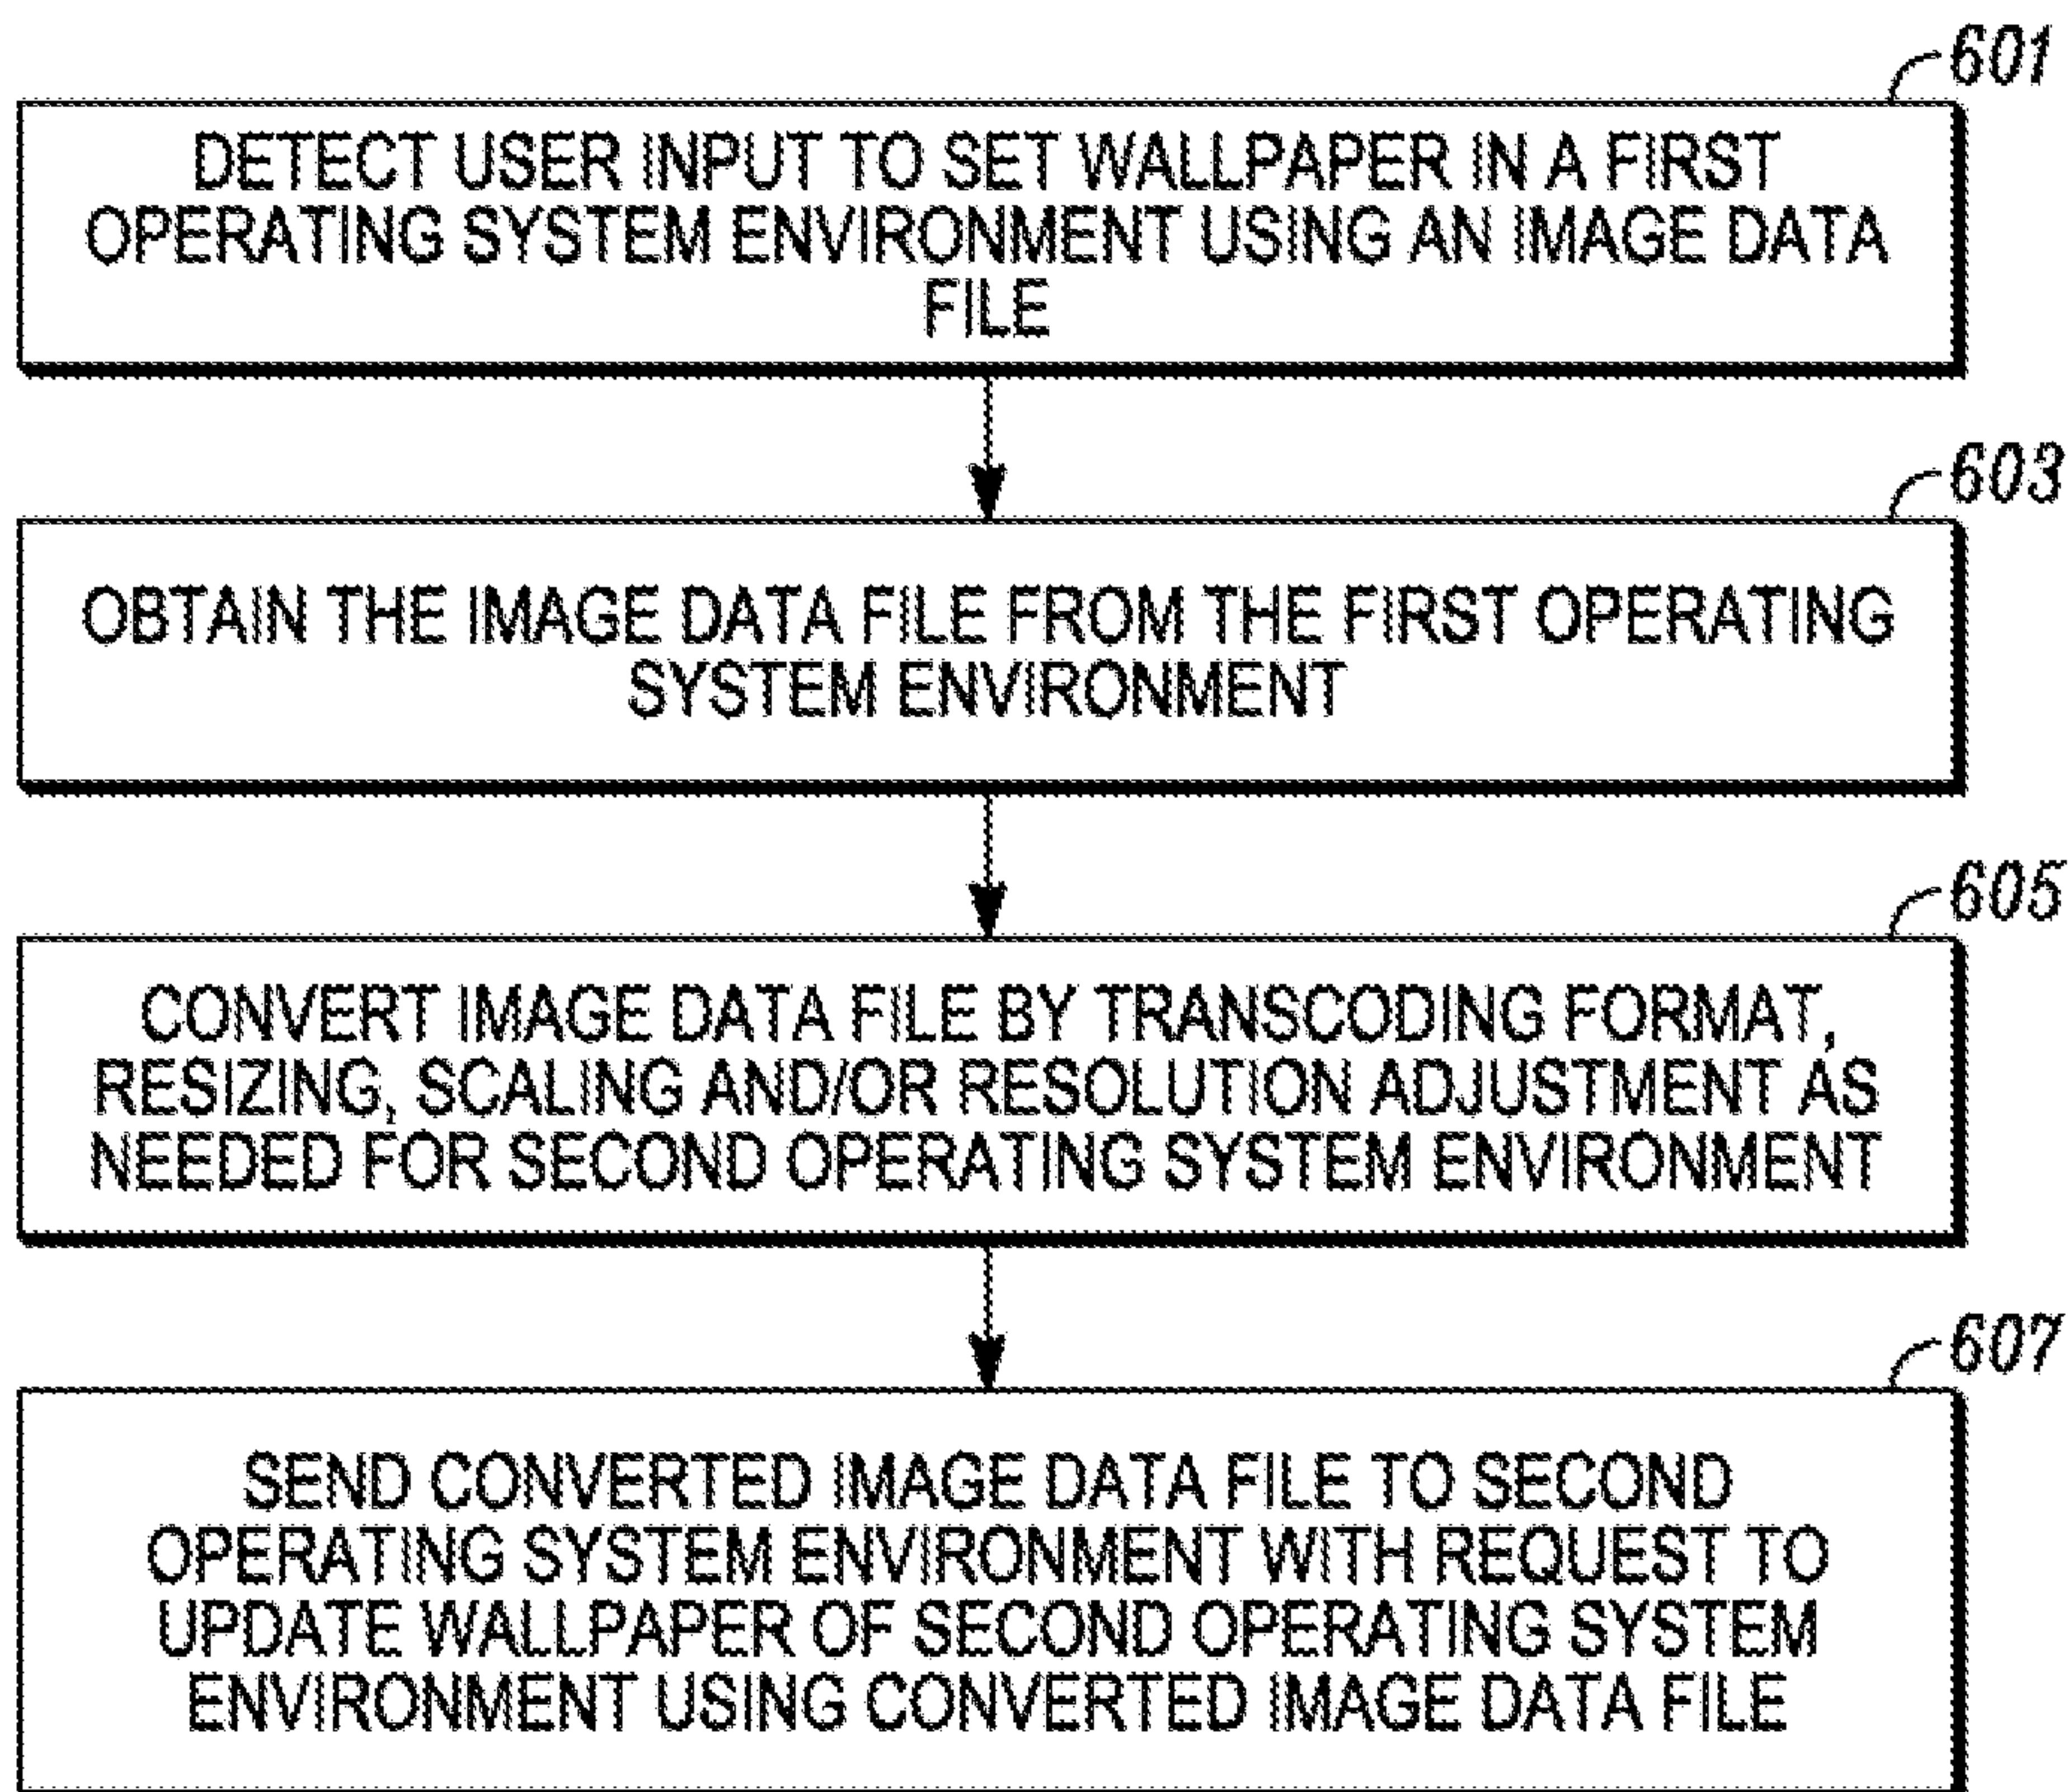 601
DETECT USER INPUT TO SET WALLPAPER IN A FIRST
OPERATING SYSTEM ENVIRONMENT USING AN IMAGE DATA
FILE
603
OBTAIN THE IMAGE DATA FILE FROM THE FIRST OPERATING
SYSTEM ENVIRONMENT
605
CONVERT IMAGE DATA FILE BY TRANSCODING FORMAT,
RESIZING, SCALING AND/OR RESOLUTION ADJUSTMENT AS
NEEDED FOR SECOND OPERATING SYSTEM ENVIRONMENT
607
SEND CONVERTED IMAGE DATA FILE TO SECOND
OPERATING SYSTEM ENVIRONMENT WITH REQUEST TO
UPDATE WALLPAPER OF SECOND OPERATING SYSTEM
ENVIRONMENT USING CONVERTED IMAGE DATA FILE